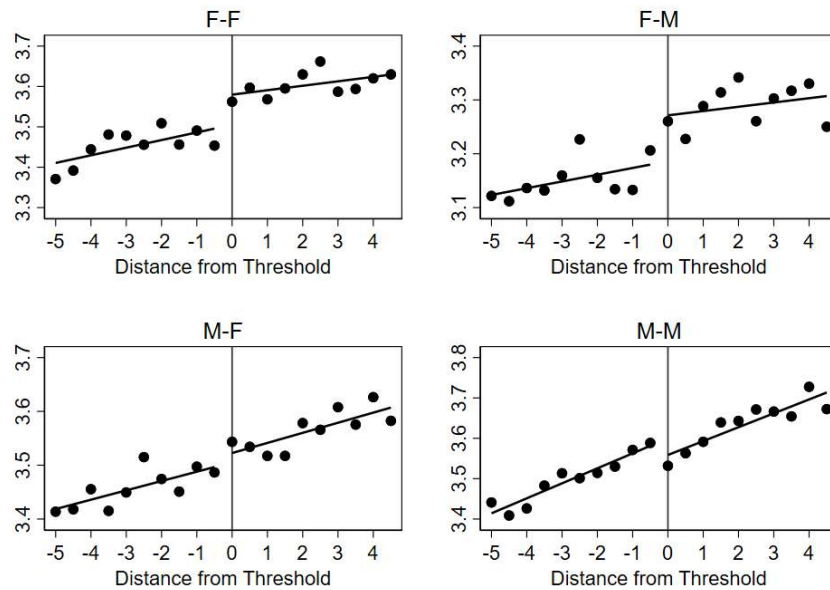 F-F
3.7
3.6
3.5
3.4
3.3
-5 -4 -3 -2 -1 0 1 2 3 4
Distance from Threshold
F-M
3.4
3.3
3.2
3.1
-5 -4 -3 -2 -1 0 1 2 3 4
Distance from Threshold
M-F
3.7
3.6
3.5
3.4
-5 -4 -3 -2 -1 0 1 2 3 4
Distance from Threshold
M-M
3.8
3.7
3.6
3.5
3.4
-5 -4 -3 -2 -1 0 1 2 3 4
Distance from Threshold